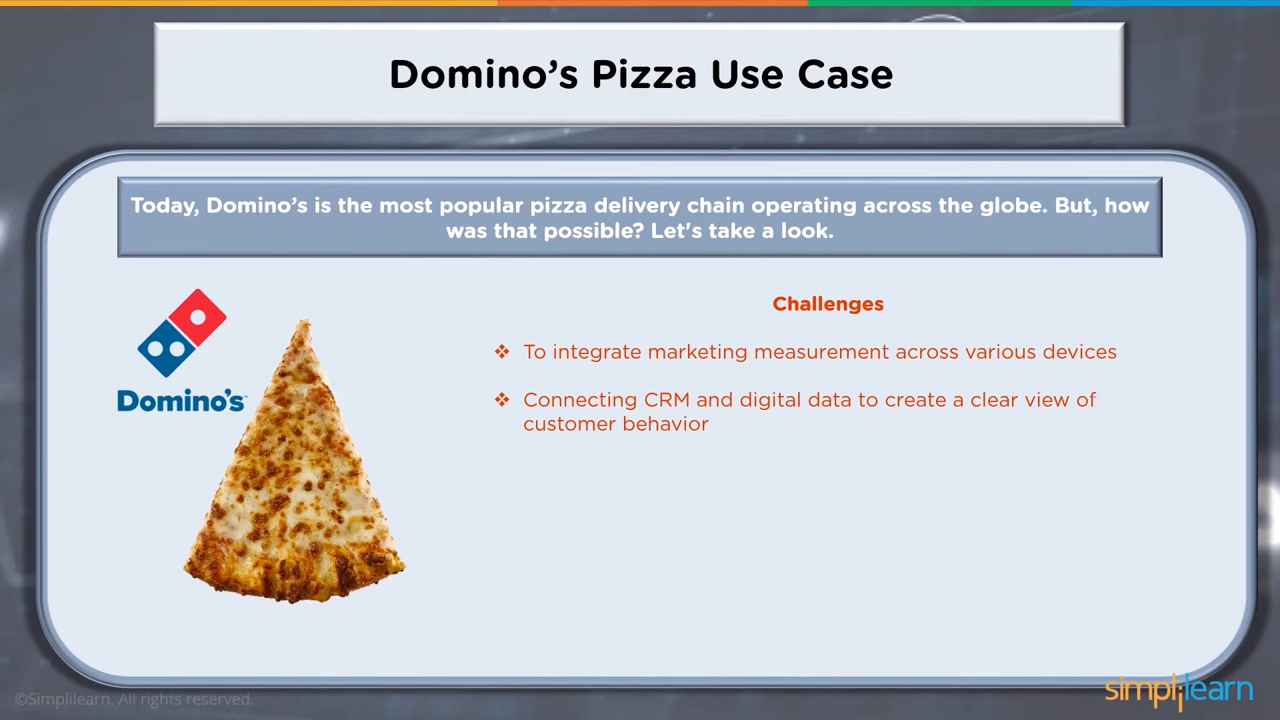 Domino’s Pizza Use Case
Today, Domino’s is the most popular pizza delivery chain operating across the globe. But, how
was that possible? Let's take a look.
Domino’s™
Challenges
❖ To integrate marketing measurement across various devices
❖ Connecting CRM and digital data to create a clear view of
customer behavior
©Simplilearn. All rights reserved.
simplilearn